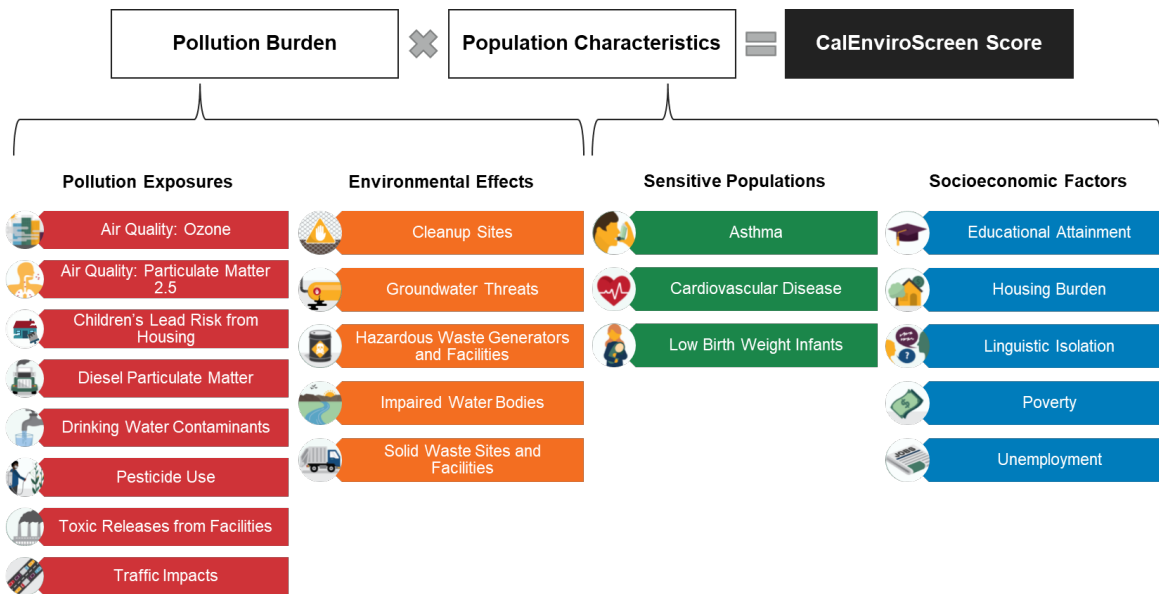 Pollution Burden
Population Characteristics
CalEnviroScreen Score
Pollution Exposures
Air Quality: Ozone
Air Quality: Particulate Matter
2.5
Children's Lead Risk from
Housing
Diesel Particulate Matter
Drinking Water Contaminants
Pesticide Use
Toxic Releases from Facilities
Traffic Impacts
Environmental Effects
Cleanup Sites
Groundwater Threats
Hazardous Waste Generators
and Facilities
Impaired Water Bodies
Solid Waste Sites and
Facilities
Sensitive Populations
Asthma
Cardiovascular Disease
Low Birth Weight Infants
Socioeconomic Factors
Educational Attainment
Housing Burden
?
Linguistic Isolation
Poverty
JOBS
Unemployment